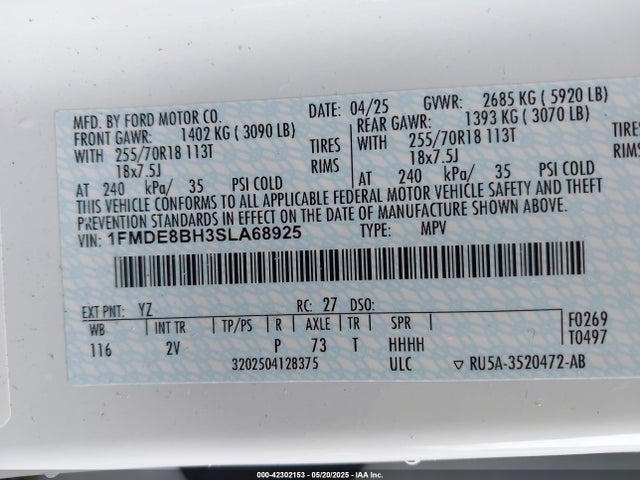 MFD. BY FORD MOTOR CO.
DATE: 04/25 GVWR: 2685 KG ( 5920 LB)
FRONT GAWR: 1402 KG ( 3090 LB)
REAR GAWR: 1393 KG ( 3070 LB)
WITH 255/70R18 113T TIRES
WITH 255/70R18 113T TIRES
18x7.5J RIMS
18x7.5J RIMS
AT 240 kPa/ 35 PSI COLD
AT 240 kPa/ 35 PSI COLD
THIS VEHICLE CONFORMS TO ALL APPLICABLE FEDERAL MOTOR VEHICLE SAFETY AND THEFT
PREVENTION STANDARDS IN EFFECT ON THE DATE OF MANUFACTURE SHOWN ABOVE.
VIN: 1FMDE8BH3SLA68925 TYPE: MPV
EXT PNT: YZ RC: 27 DSO:
WB INT TR TP/PS R AXLE TR SPR
F0269
116 2V P 73 T HHHH
T0497
3202504128375 ULC ▽ RU5A-3520472-AB
000-42302153 - 05/20/2025 - IAA Inc.